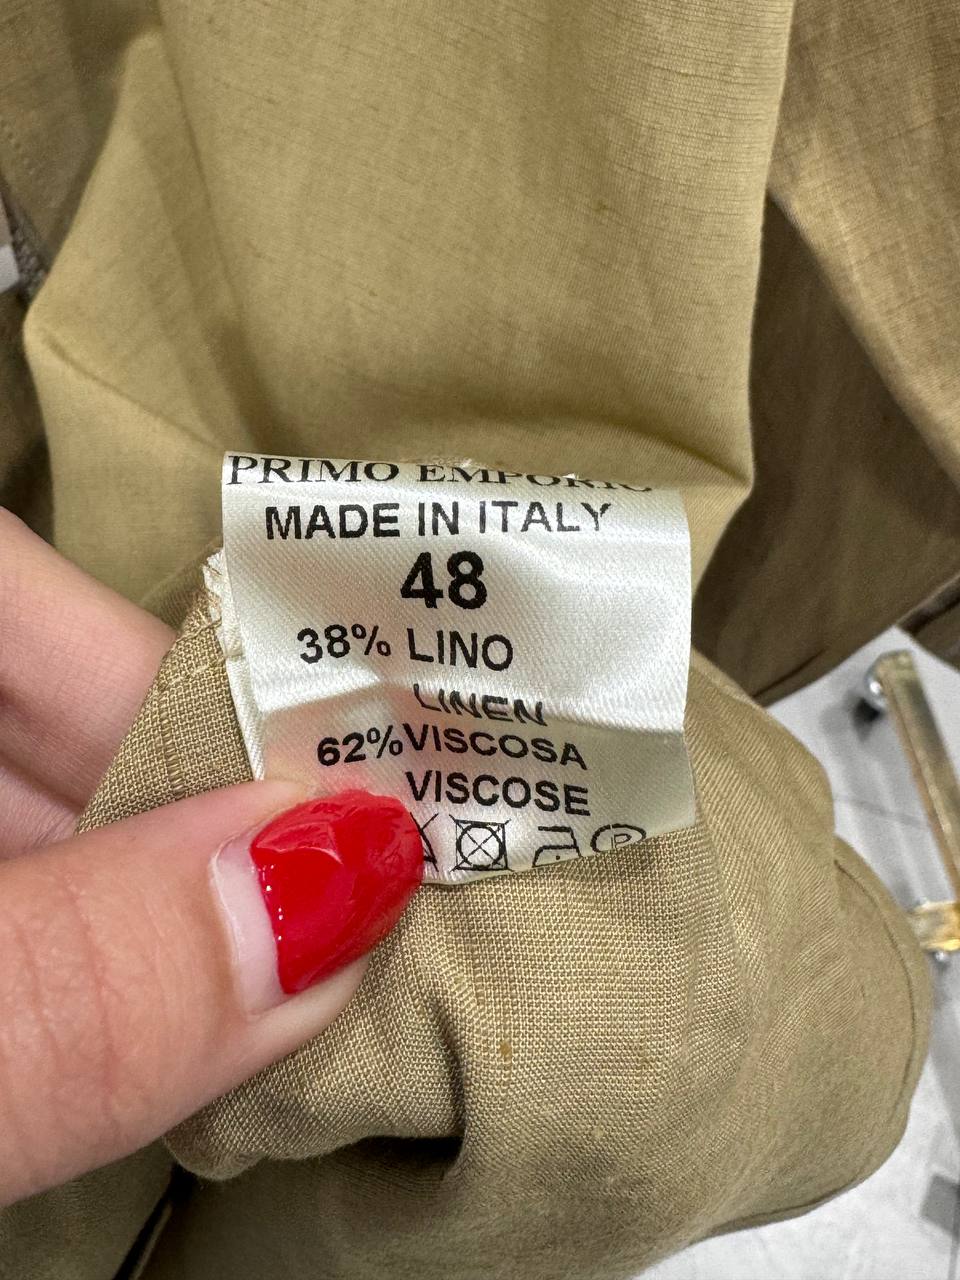 PRIMO EMPORIO
MADE IN ITALY
48
38% LINO
LINEN
62% VISCOSA
VISCOSE
P